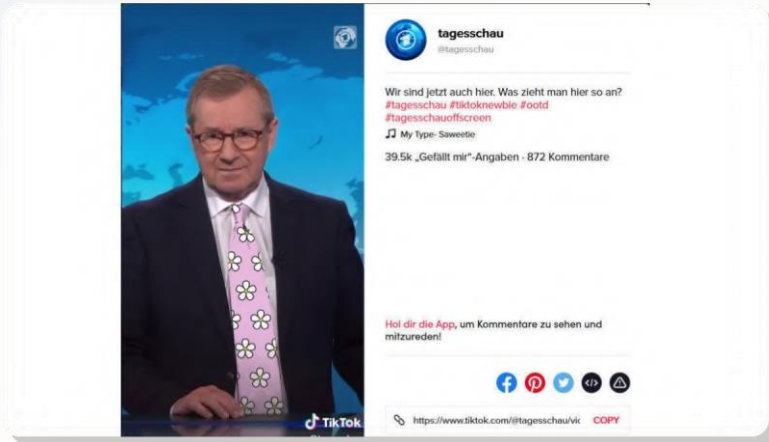 tagesschau
@tagesschau
Wir sind jetzt auch hier. Was zieht man hier so an?
#tagesschau #tiktoknewbie #ootd
#tagesschauoffscreen
My Type- Saweetie
39.5k „Gefällt mir"-Angaben - 872 Kommentare
Hol dir die App, um Kommentare zu sehen und
mitzureden!
TikTok
https://www.tiktok.com/@tagesschau/vic COPY